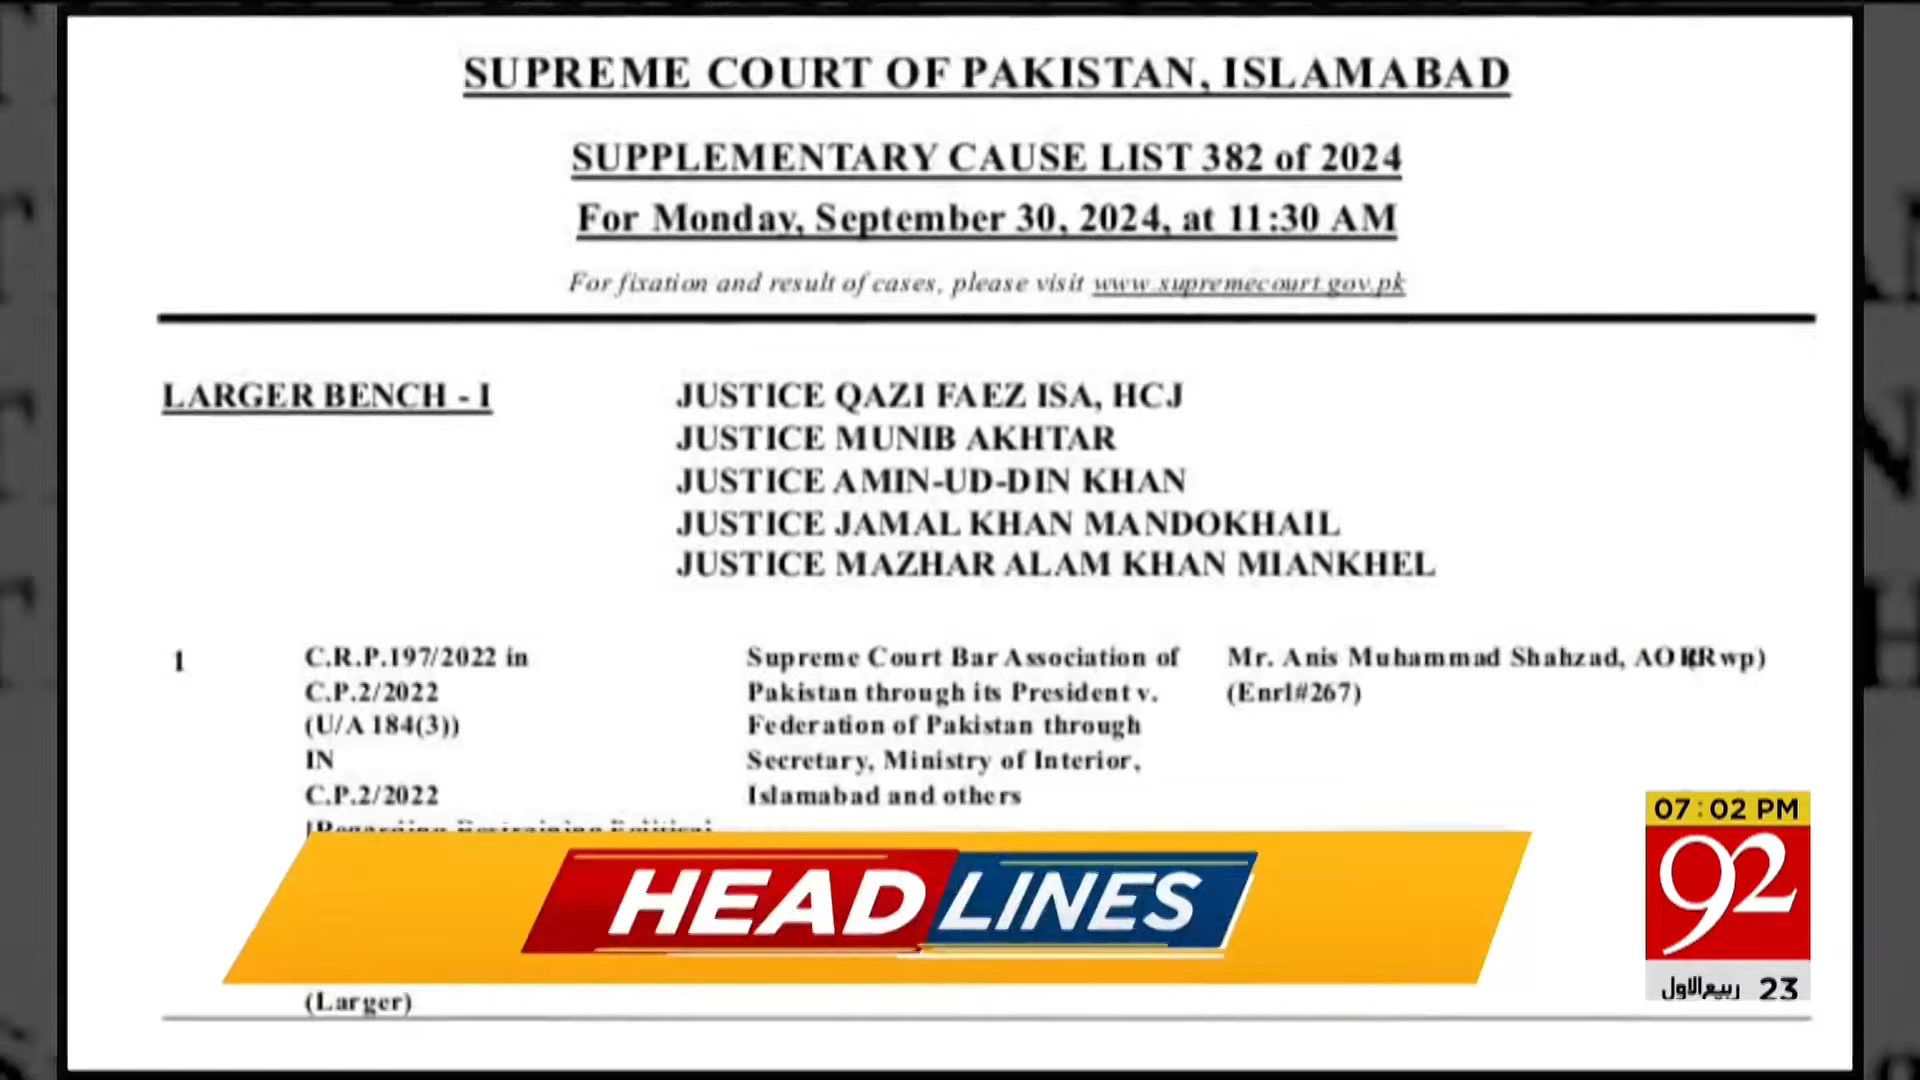 SUPREME COURT OF PAKISTAN, ISLAMABAD
SUPPLEMENTARY CAUSE LIST 382 of 2024
For Monday, September 30, 2024, at 11:30 AM
For fixation and result of cases, please visit www.supremecourt.gov.pk
LARGER BENCH - I
JUSTICE QAZI FAEZ ISA, HCJ
JUSTICE MUNIB AKHTAR
JUSTICE AMIN-UD-DIN KHAN
JUSTICE JAMAL KHAN MANDOKHAIL
JUSTICE MAZHAR ALAM KHAN MIANKHEL
1
C.R.P.197/2022 in
C.P.2/2022
(U/A 184(3))
IN
C.P.2/2022
Supreme Court Bar Association of
Pakistan through its President v.
Federation of Pakistan through
Secretary, Ministry of Interior,
Islamabad and others
Mr. Anis Muhammad Shahzad, AOR(Rwp)
(Enrl#267)
(Larger)
HEADLINES
07:02 PM
92
23 ربیع الاول